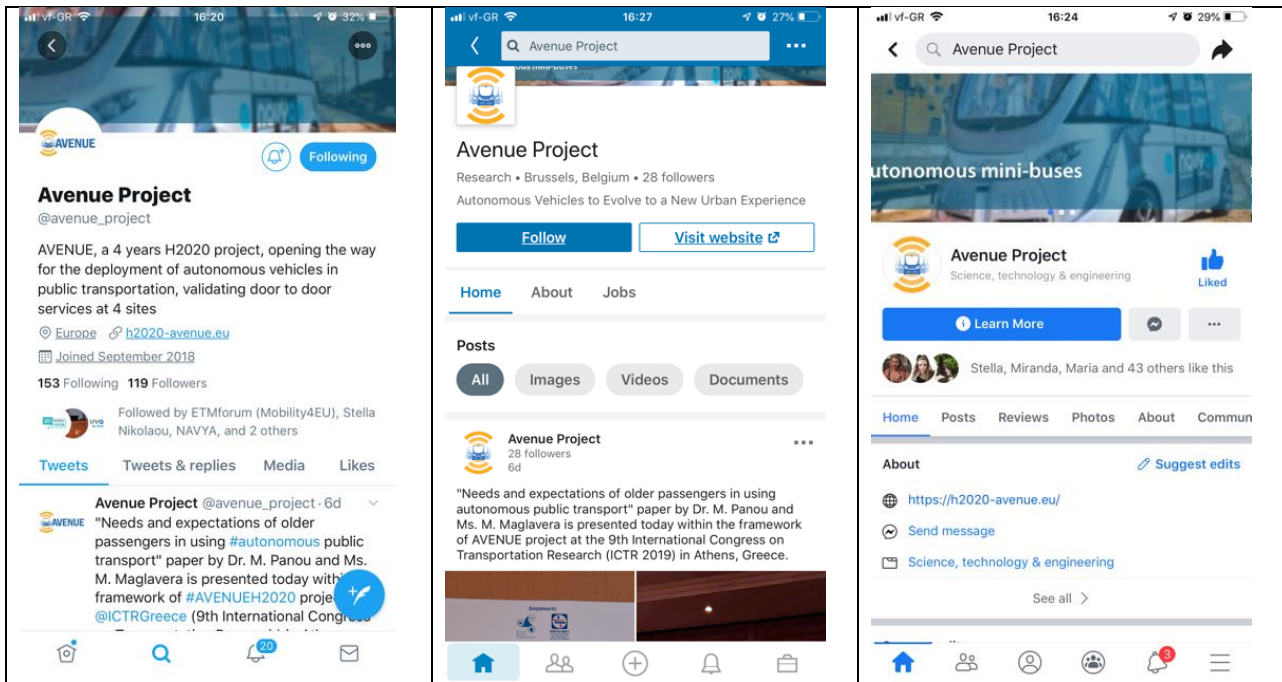 vf-GR 16:20 32%
AVENUE
Following
Avenue Project
@avenue_project
AVENUE, a 4 years H2020 project, opening the way
for the deployment of autonomous vehicles in
public transportation, validating door to door
services at 4 sites
Europe h2020-avenue.eu
Joined September 2018
153 Following 119 Followers
Followed by ETMforum (Mobility4EU), Stella
Nikolaou, NAVYA, and 2 others
Tweets Tweets & replies Media Likes
Avenue Project @avenue_project · 6d
AVENUE
"Needs and expectations of older
passengers in using #autonomous public
transport" paper by Dr. M. Panou and Ms.
M. Maglavera is presented today
framework of #AVENUEH2020
@ICTRGreece (9th International
20
vf-GR 16:27 27%
Avenue Project
mini-buses
Avenue Project
Research • Brussels, Belgium • 28 followers
Autonomous Vehicles to Evolve to a New Urban Experience
Follow Visit website
Home About Jobs
Posts
All Images Videos Documents
Avenue Project
28 followers
6d
"Needs and expectations of older passengers in using
autonomous public transport" paper by Dr. M. Panou and
Ms. M. Maglavera is presented today within the framework
of AVENUE project at the 9th International Congress on
Transportation Research (ICTR 2019) in Athens, Greece.
vf-GR 16:24 29%
Avenue Project
utonomous mini-buses
Avenue Project
Science, technology & engineering
Liked
Learn More
Stella, Miranda, Maria and 43 others like this
Home Posts Reviews Photos About Commun
About Suggest edits
https://h2020-avenue.eu/
Send message
Science, technology & engineering
See all
3